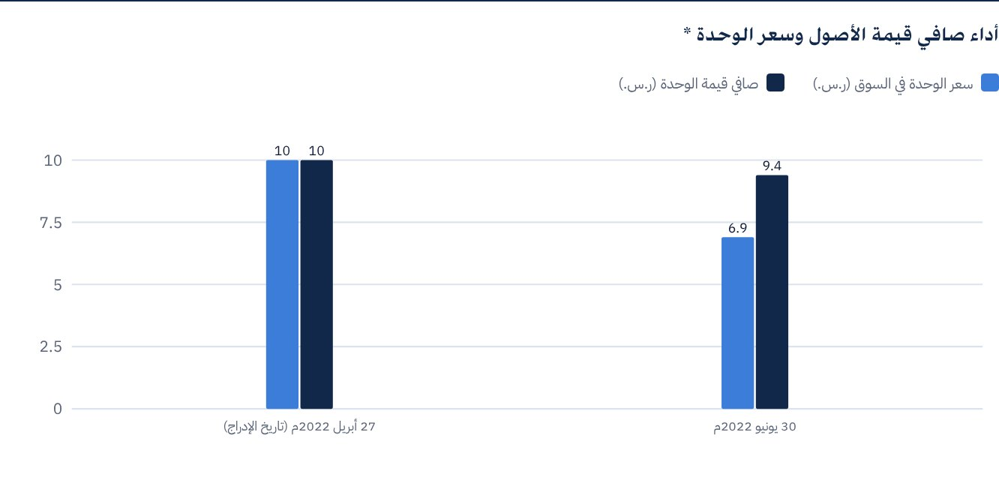 أداء صافي قيمة الأصول وسعر الوحدة *
سعر الوحدة في السوق (ر.س.) صافي قيمة الوحدة (ر.س.)
10 10
10
9.4
7.5
6.9
5
2.5
0
27 أبريل 2022م (تاريخ الإدراج) 30 يونيو 2022م